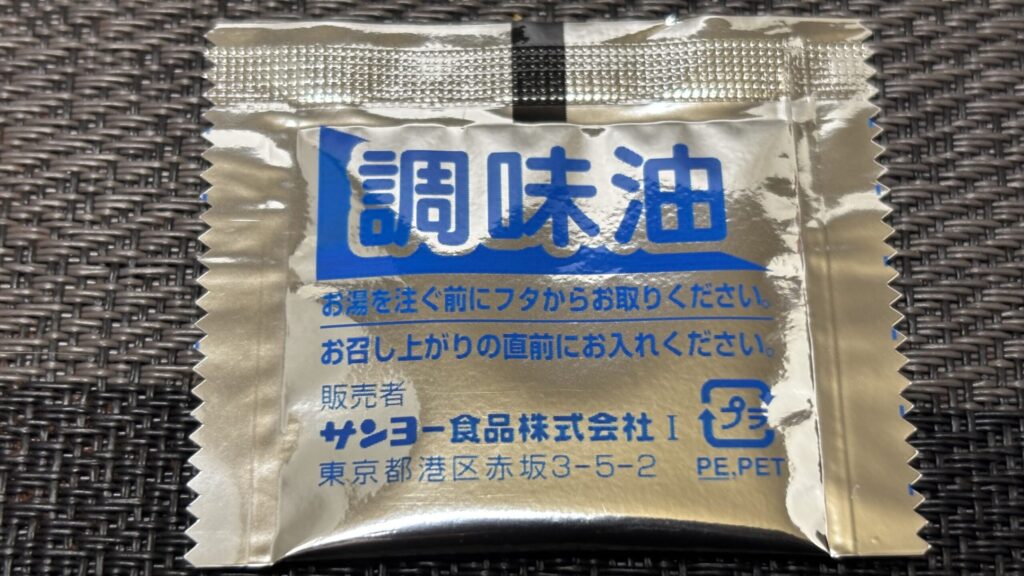 調味油
お湯を注ぐ前にフタからお取りください。
お召し上がりの直前にお入れください。
販売者
サンヨー食品株式会社 I
東京都港区赤坂3-5-2
プラ
PE,PET